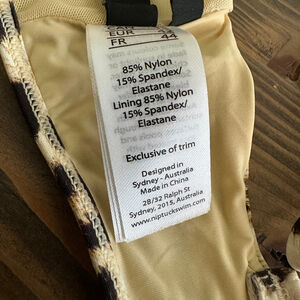 EUR
FR 44
85% Nylon
15% Spandex/
Elastane
Lining 85% Nylon
15% Spandex/
Elastane
Exclusive of trim
Designed in
Sydney - Australia
Made in China
28/32 Ralph St
Sydney, 2015, Australia
www.niptuckswim.com